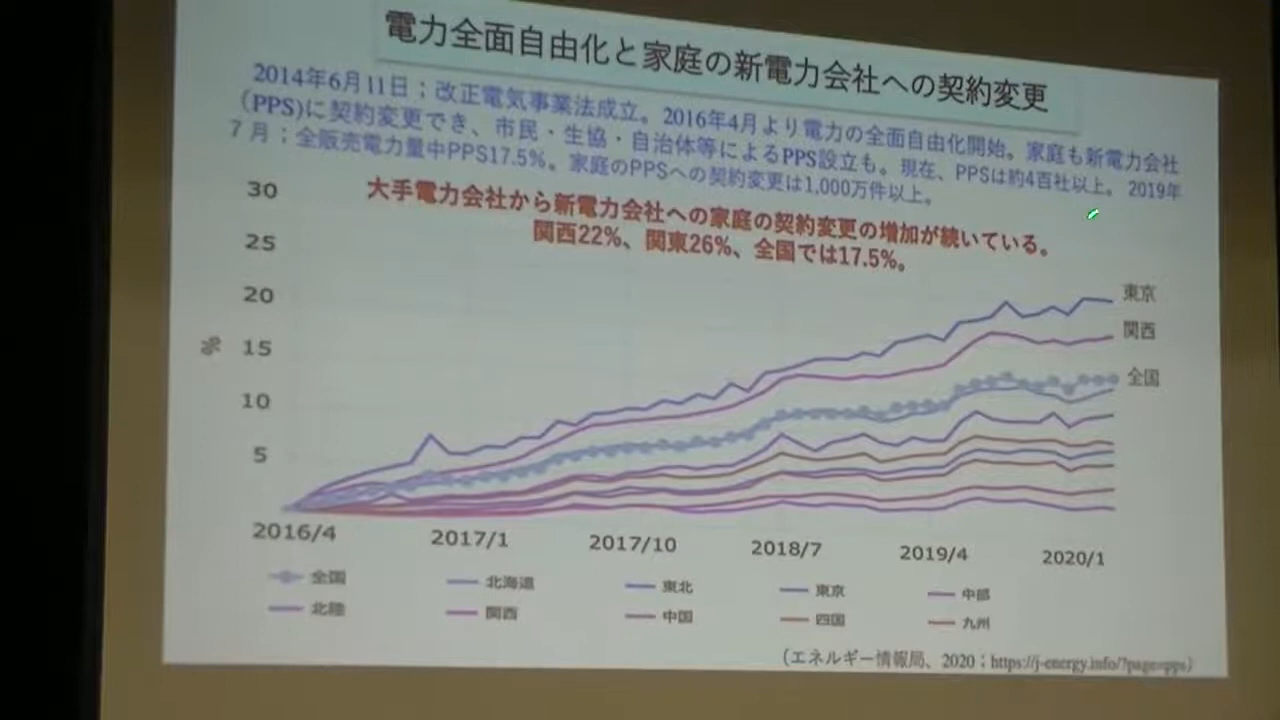 電力全面自由化と家庭の新電力会社への契約変更
2014年6月11日；改正電気事業法成立。2016年4月より電力の全面自由化開始。家庭も新電力会社
（PPS)に契約変更でき、市民・生協・自治体等によるPPS設立も。現在、PPSは約4百社以上。 2019年
７月；全販売電力量中PPS17.5%。家庭のPPSへの契約変更は1,000万件以上。
大手電力会社から新電力会社への家庭の契約変更の増加が続いている。
関西22%、関東26%、全国では17.5%。
30
25
20
15
10
5
%
東京
関西
全国
2016/4 2017/1 2017/10 2018/7 2019/4 2020/1
全国 北海道 東北 東京 中部
北陸 関西 中国 四国 九州
（エネルギー情報局、2020；https://j-energy.info/?page=pps）